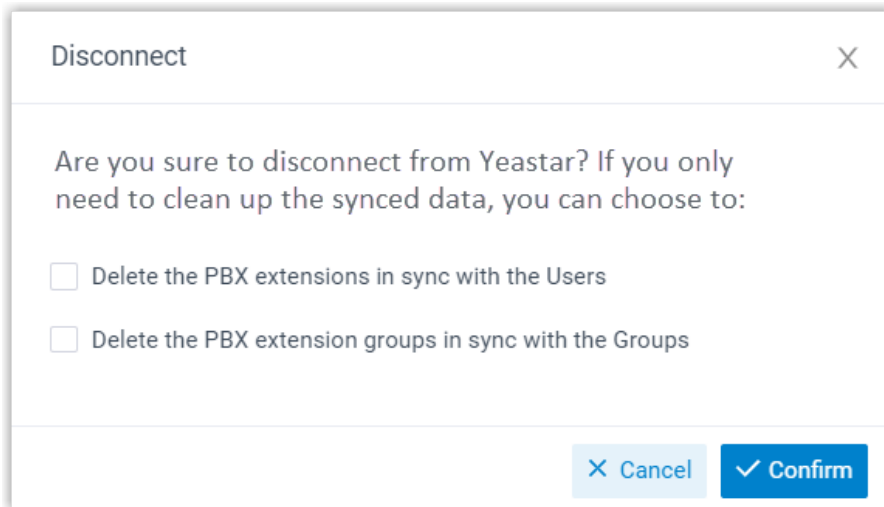 Disconnect
Are you sure to disconnect from Yeastar? If you only
need to clean up the synced data, you can choose to:
Delete the PBX extensions in sync with the Users
Delete the PBX extension groups in sync with the Groups
Cancel
Confirm